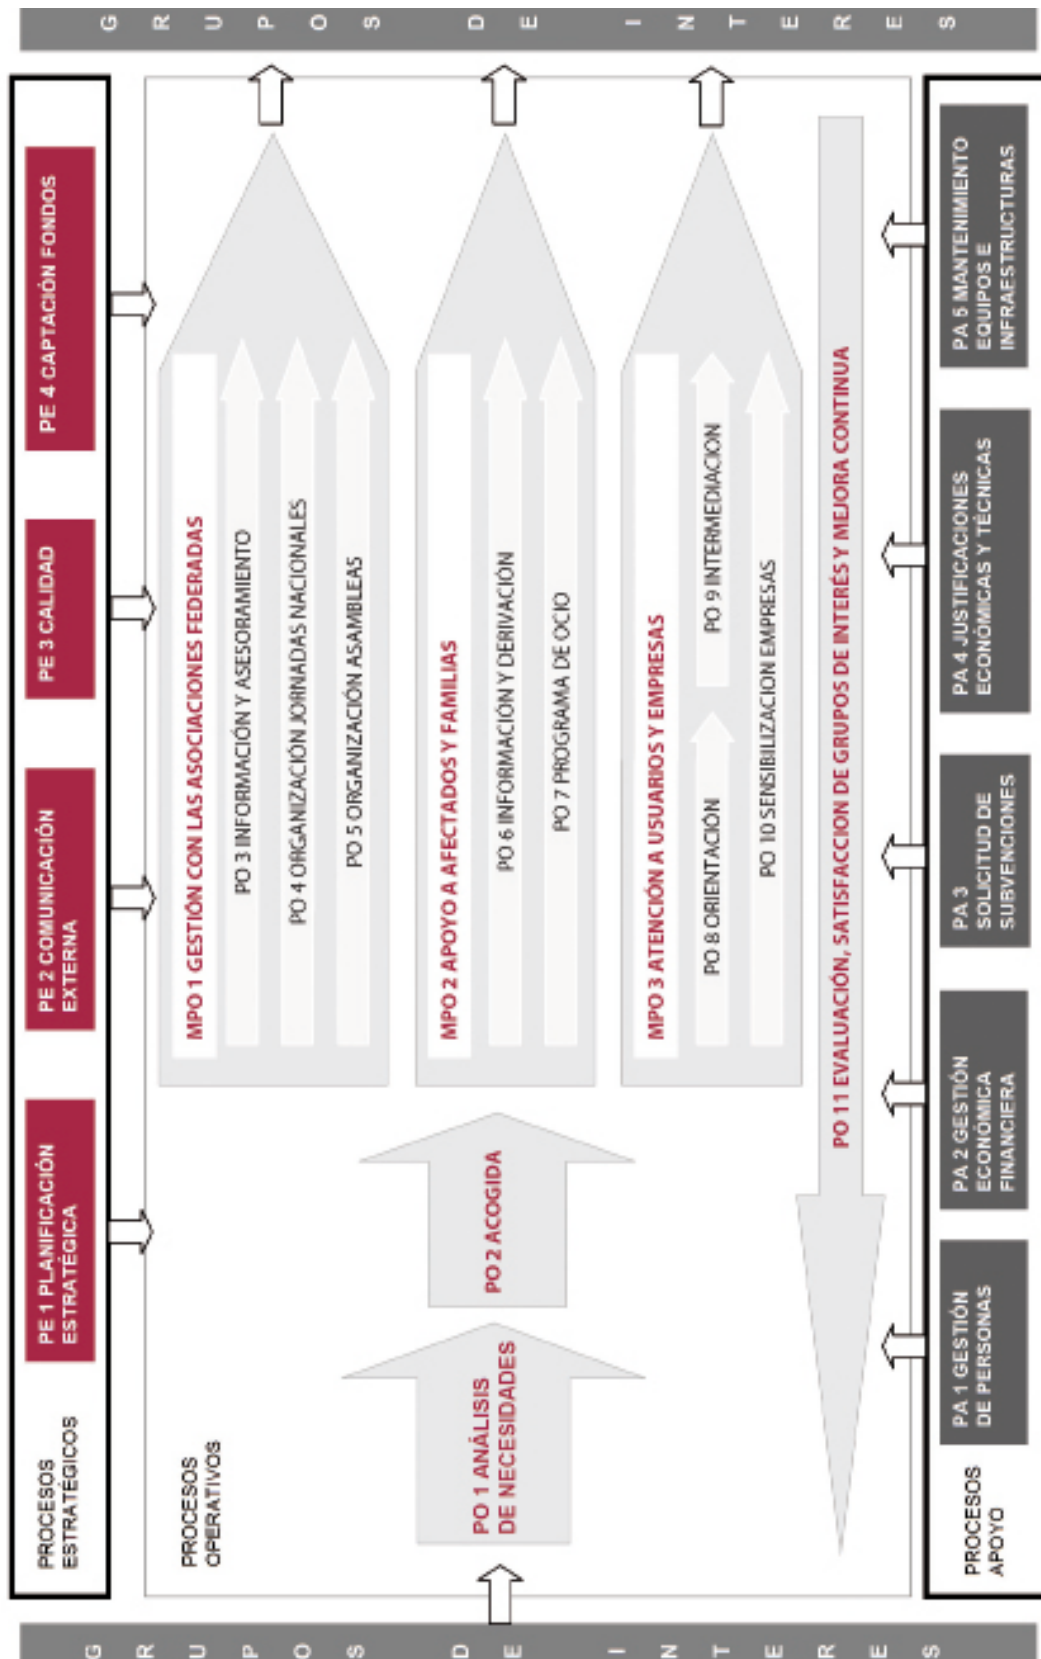 GRUPOS DE INTERES
PROCESOS
ESTRATÉGICOS
PE 1 PLANIFICACIÓN
ESTRATÉGICA
PE 2 COMUNICACIÓN
EXTERNA
PE 3 CALIDAD
PE 4 CAPTACIÓN FONDOS
PROCESOS
OPERATIVOS
PO 1 ANÁLISIS
DE NECESIDADES
PO 2 ACOGIDA
MPO 1 GESTIÓN CON LAS ASOCIACIONES FEDERADAS
PO 3 INFORMACIÓN Y ASESORAMIENTO
PO 4 ORGANIZACIÓN JORNADAS NACIONALES
PO 5 ORGANIZACIÓN ASAMBLEAS
MPO 2 APOYO A AFECTADOS Y FAMILIAS
PO 6 INFORMACIÓN Y DERIVACIÓN
PO 7 PROGRAMA DE OCIO
MPO 3 ATENCIÓN A USUARIOS Y EMPRESAS
PO 8 ORIENTACIÓN
PO 9 INTERMEDIACION
PO 10 SENSIBILIZACION EMPRESAS
PO 11 EVALUACIÓN, SATISFACCION DE GRUPOS DE INTERÉS Y MEJORA CONTINUA
PROCESOS
APOYO
PA 1 GESTIÓN
DE PERSONAS
PA 2 GESTIÓN
ECONÓMICA
FINANCIERA
PA 3
SOLICITUD DE
SUBVENCIONES
PA 4 JUSTIFICACIONES
ECONÓMICAS Y TÉCNICAS
PA 5 MANTENIMIENTO
EQUIPOS E
INFRAESTRUCTURAS
GRUPOS DE INTERES